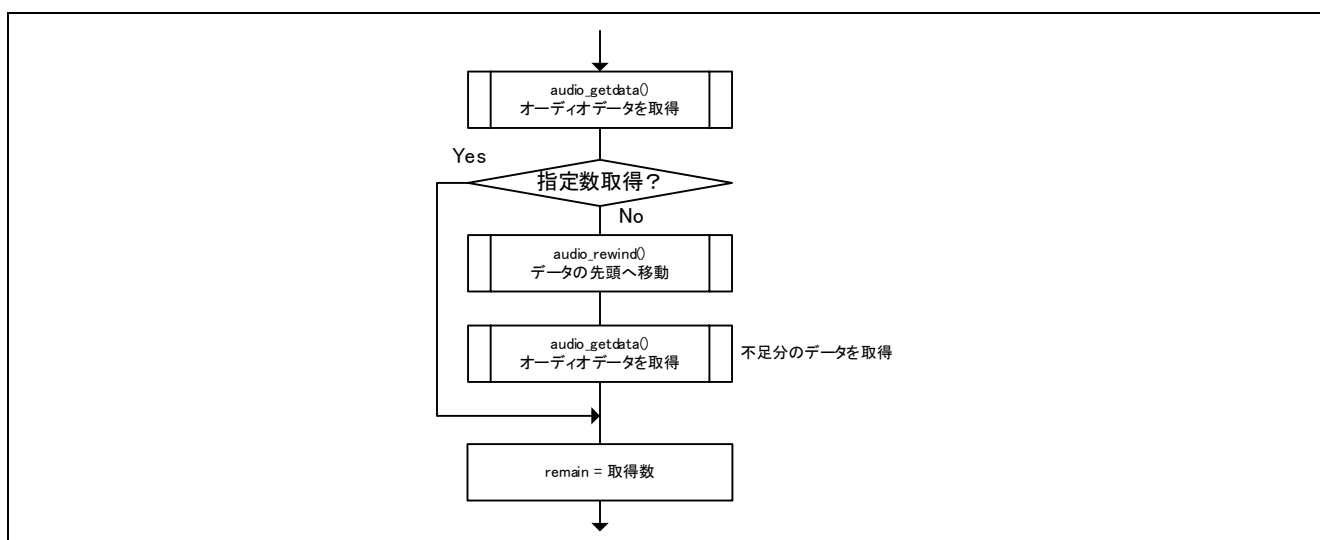 audio_getdata()
オーディオデータを取得
Yes
指定数取得？
No
audio_rewind()
データの先頭へ移動
audio_getdata()
オーディオデータを取得
不足分のデータを取得
remain = 取得数